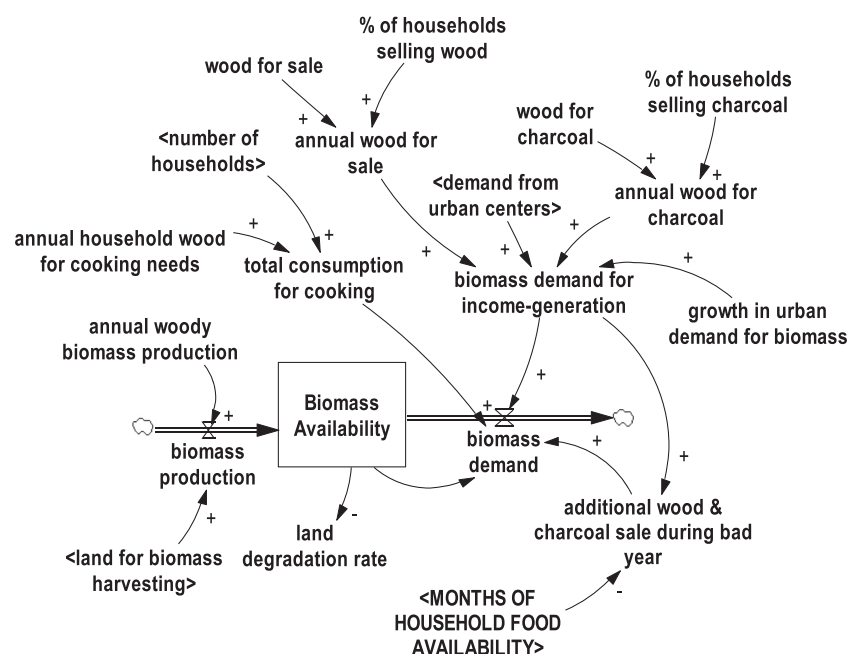 % of households
selling wood
wood for sale
% of households
selling charcoal
+
wood for
charcoal
+
<number of
households>
annual wood for
sale
+
+
<demand from
urban centers>
annual wood for
charcoal
+
+
annual household wood
for cooking needs
+
total consumption
for cooking
+
+
biomass demand for
income-generation
+
growth in urban
demand for biomass
annual woody
biomass production
+
Biomass
Availability
+
+
biomass
production
biomass
demand
+
+
+
-
land
degradation rate
additional wood &
charcoal sale during bad
year
<land for biomass
harvesting>
-
<MONTHS OF
HOUSEHOLD FOOD
AVAILABILITY>